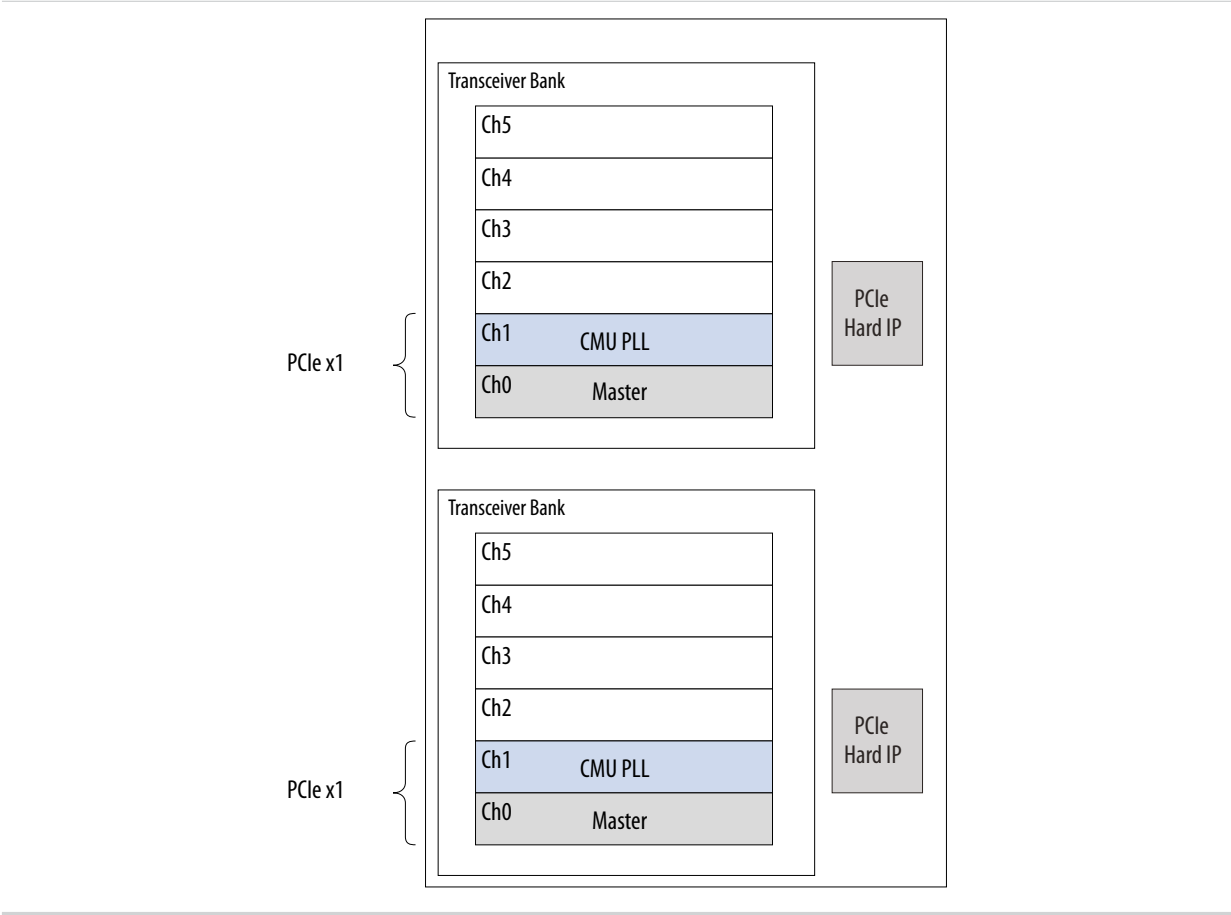 Transceiver Bank
Ch5
Ch4
Ch3
Ch2
Ch1 CMU PLL
Ch0 Master
PCIe x1
PCIe
Hard IP
Transceiver Bank
Ch5
Ch4
Ch3
Ch2
Ch1 CMU PLL
Ch0 Master
PCIe x1
PCIe
Hard IP